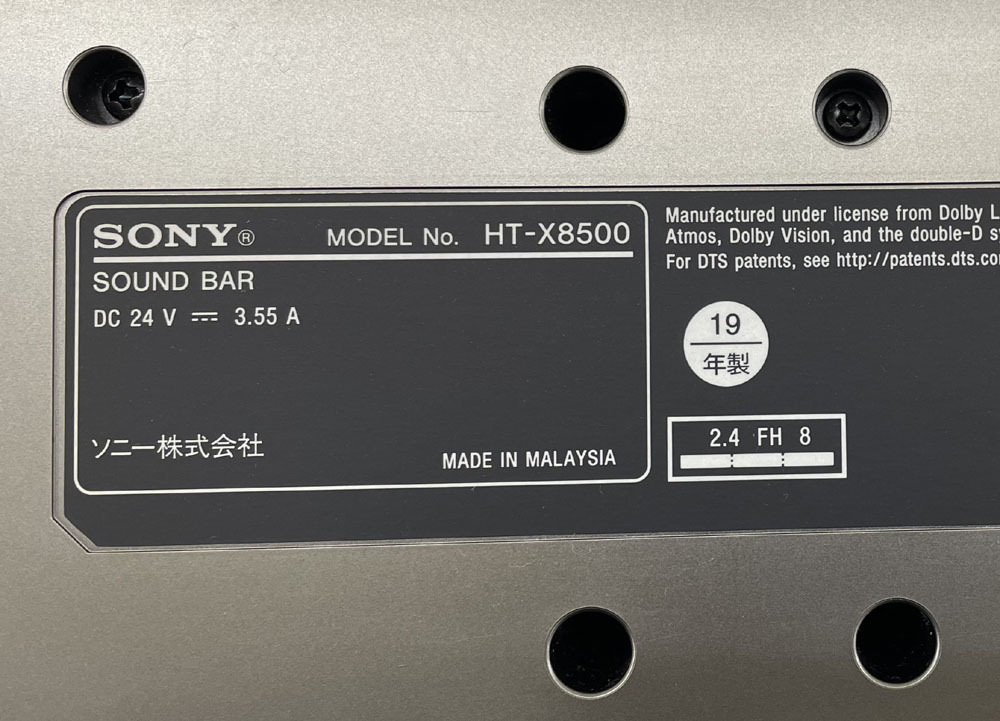 SONY®
MODEL No. HT-X8500
SOUND BAR
DC 24 V ⎓ 3.55 A
ソニー株式会社
MADE IN MALAYSIA
Manufactured under license from Dolby
Atmos, Dolby Vision, and the double-D
For DTS patents, see http://patents.dts.co
19
年製
2.4 FH 8